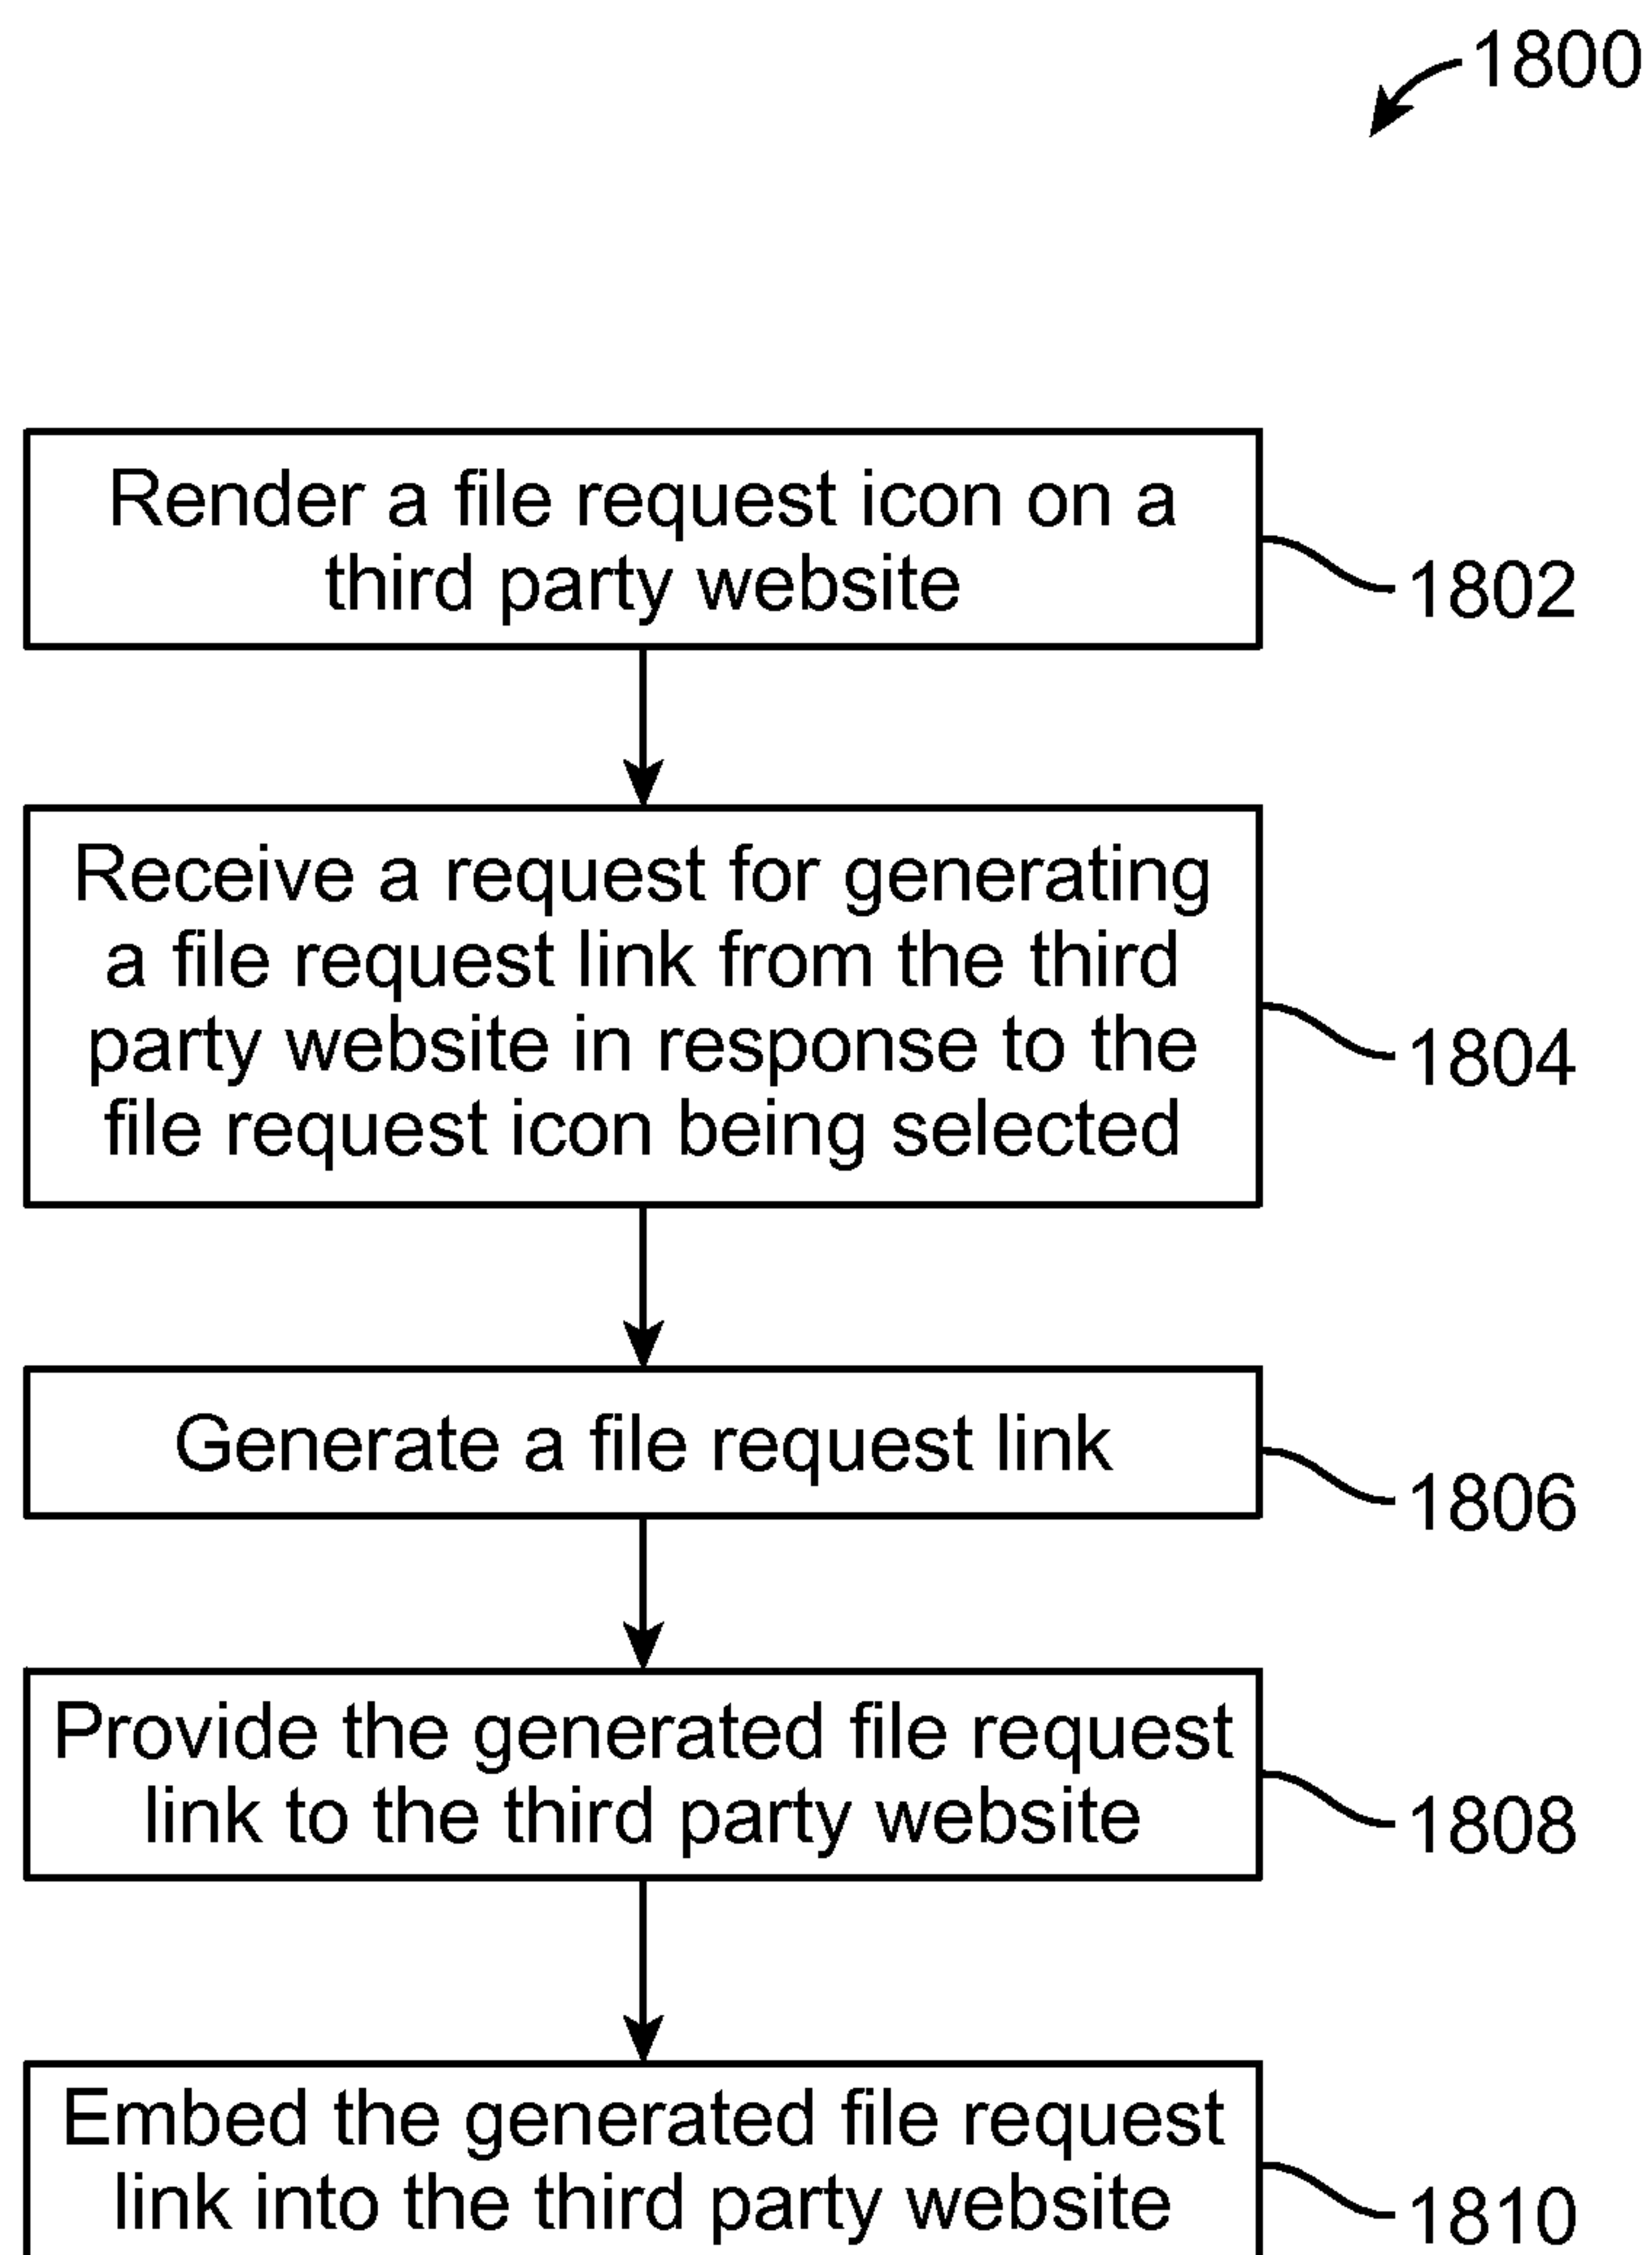 1800
Render a file request icon on a
third party website
1802
Receive a request for generating
a file request link from the third
party website in response to the
file request icon being selected
1804
Generate a file request link
1806
Provide the generated file request
link to the third party website
1808
Embed the generated file request
link into the third party website
1810